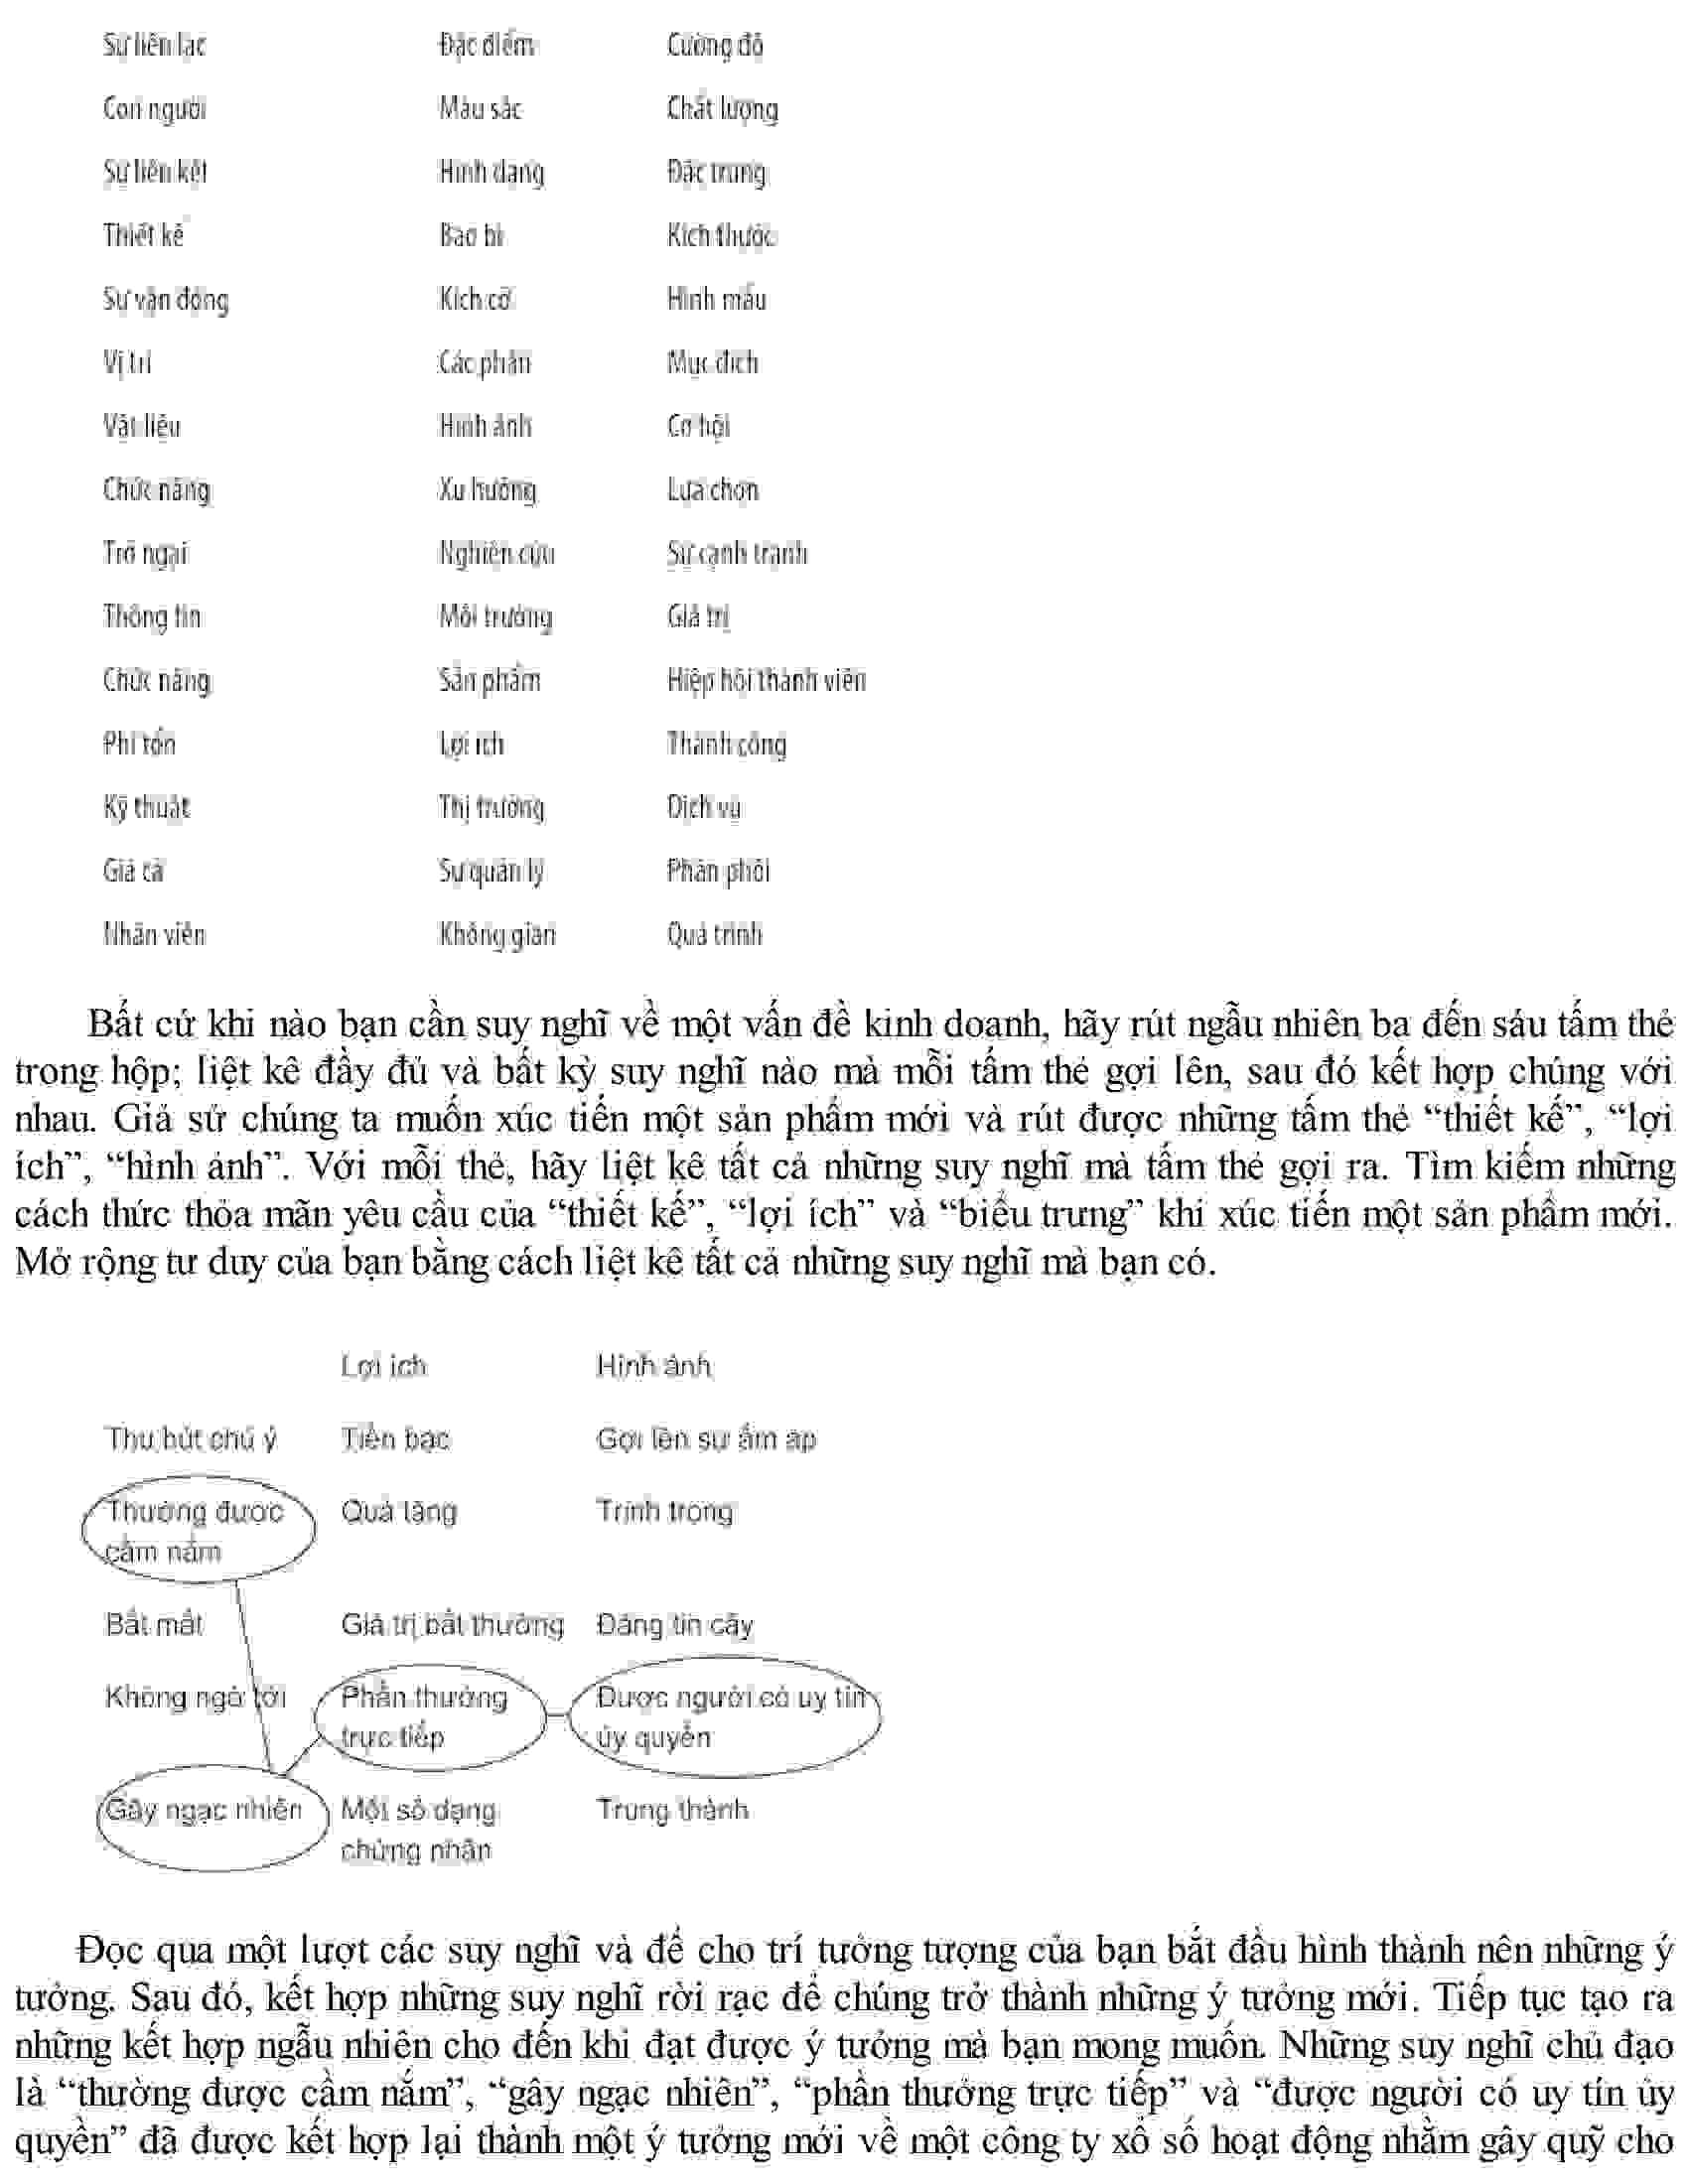 Sự liên lạc Đặc điểm Cường độ
Con người Màu sắc Chất lượng
Sự liên kết Hình dạng Đặc trưng
Thiết kế Bao bì Kích thước
Sự vận động Kích cỡ Hình mẫu
Vị trí Các phần Mục đích
Vật liệu Hình ảnh Cơ hội
Chức năng Xu hướng Lựa chọn
Trở ngại Nghiên cứu Sự cạnh tranh
Thông tin Môi trường Giá trị
Chức năng Sản phẩm Hiệp hội thành viên
Phí tổn Lợi ích Thành công
Kỹ thuật Thị trường Dịch vụ
Giá cả Sự quản lý Phân phối
Nhân viên Không gian Quá trình
Bất cứ khi nào bạn cần suy nghĩ về một vấn đề kinh doanh, hãy rút ngẫu nhiên ba đến sáu tấm thẻ
trong hộp; liệt kê đầy đủ và bất kỳ suy nghĩ nào mà mỗi tấm thẻ gợi lên, sau đó kết hợp chúng với
nhau. Giả sử chúng ta muốn xúc tiến một sản phẩm mới và rút được những tấm thẻ “thiết kế”, “lợi
ích”, “hình ảnh”. Với mỗi thẻ, hãy liệt kê tất cả những suy nghĩ mà tấm thẻ gợi ra. Tìm kiếm những
cách thức thỏa mãn yêu cầu của “thiết kế”, “lợi ích” và “biểu trưng” khi xúc tiến một sản phẩm mới.
Mở rộng tư duy của bạn bằng cách liệt kê tất cả những suy nghĩ mà bạn có.
Lợi ích Hình ảnh
Thu hút chú ý Tiền bạc Gợi lên sự ấm áp
Thường được Quà tặng Trịnh trọng
cầm nắm
Bắt mắt Giá trị bất thường Đáng tin cậy
Không ngờ tới Phần thưởng Được người có uy tín
trực tiếp ủy quyền
Gây ngạc nhiên Một số dạng Trung thành
chứng nhận
Đọc qua một lượt các suy nghĩ và để cho trí tưởng tượng của bạn bắt đầu hình thành nên những ý
tưởng. Sau đó, kết hợp những suy nghĩ rời rạc để chúng trở thành những ý tưởng mới. Tiếp tục tạo ra
những kết hợp ngẫu nhiên cho đến khi đạt được ý tưởng mà bạn mong muốn. Những suy nghĩ chủ đạo
là “thường được cầm nắm”, “gây ngạc nhiên”, “phần thưởng trực tiếp” và “được người có uy tín ủy
quyền” đã được kết hợp lại thành một ý tưởng mới về một công ty xổ số hoạt động nhằm gây quỹ cho